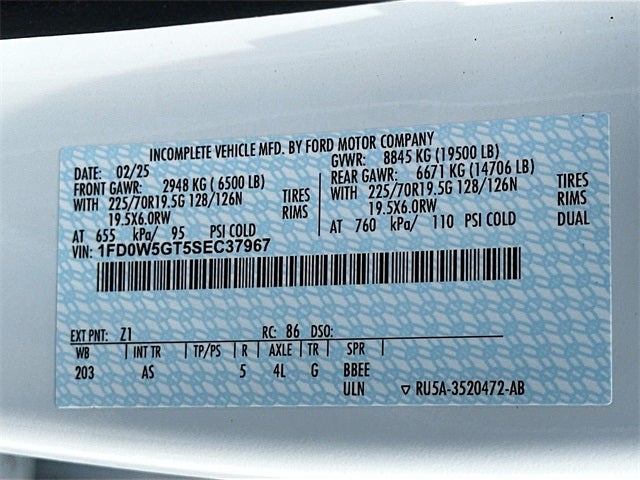 INCOMPLETE VEHICLE MFD. BY FORD MOTOR COMPANY
DATE: 02/25 GVWR: 8845 KG (19500 LB)
FRONT GAWR: 2948 KG ( 6500 LB) REAR GAWR: 6671 KG (14706 LB)
WITH 225/70R19.5G 128/126N TIRES WITH 225/70R19.5G 128/126N TIRES
19.5X6.0RW RIMS 19.5X6.0RW RIMS
AT 655 kPa/ 95 PSI COLD AT 760 kPa/ 110 PSI COLD DUAL
VIN: 1FD0W5GT5SEC37967
EXT PNT: Z1 RC: 86 DSO:
WB INT TR TP/PS R AXLE TR SPR
203 AS 5 4L G BBEE
ULN ▽ RU5A-3520472-AB